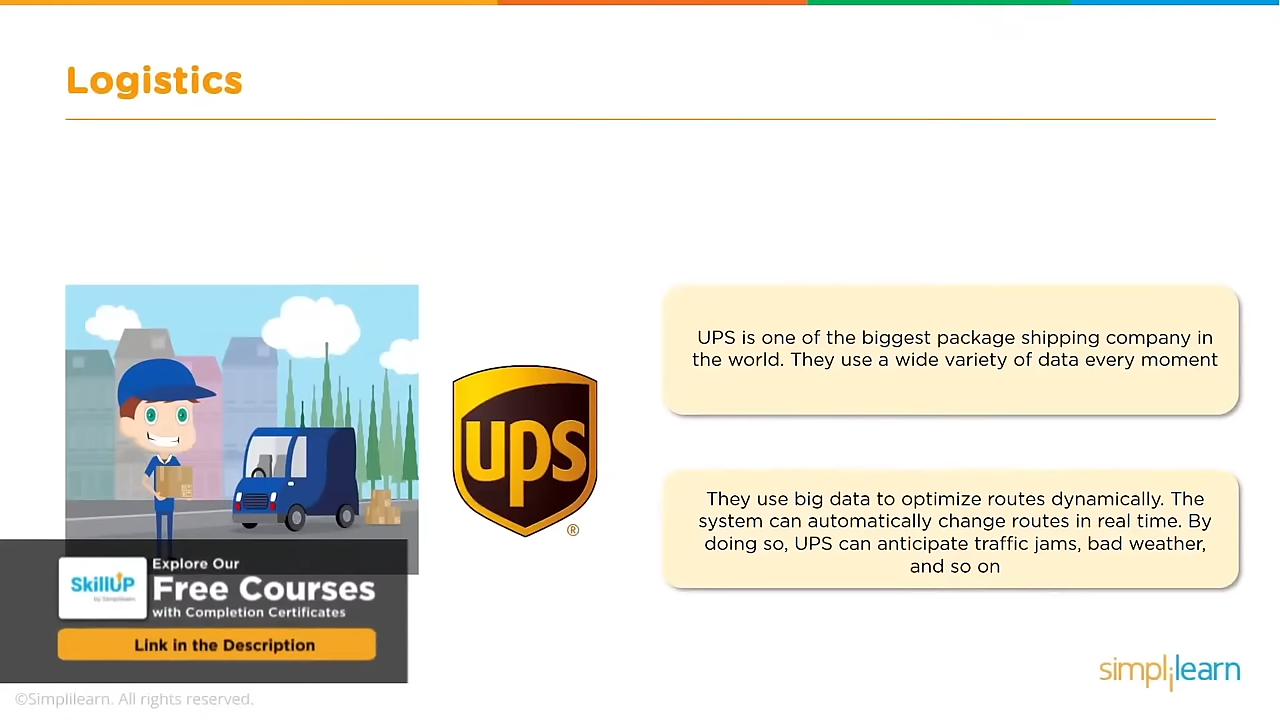 Logistics
UPS is one of the biggest package shipping company in
the world. They use a wide variety of data every moment
ups
®
They use big data to optimize routes dynamically. The
system can automatically change routes in real time. By
doing so, UPS can anticipate traffic jams, bad weather,
and so on
SkillUP
by Simplilearn
Explore Our
Free Courses
with Completion Certificates
Link in the Description
simplilearn
©Simplilearn. All rights reserved.